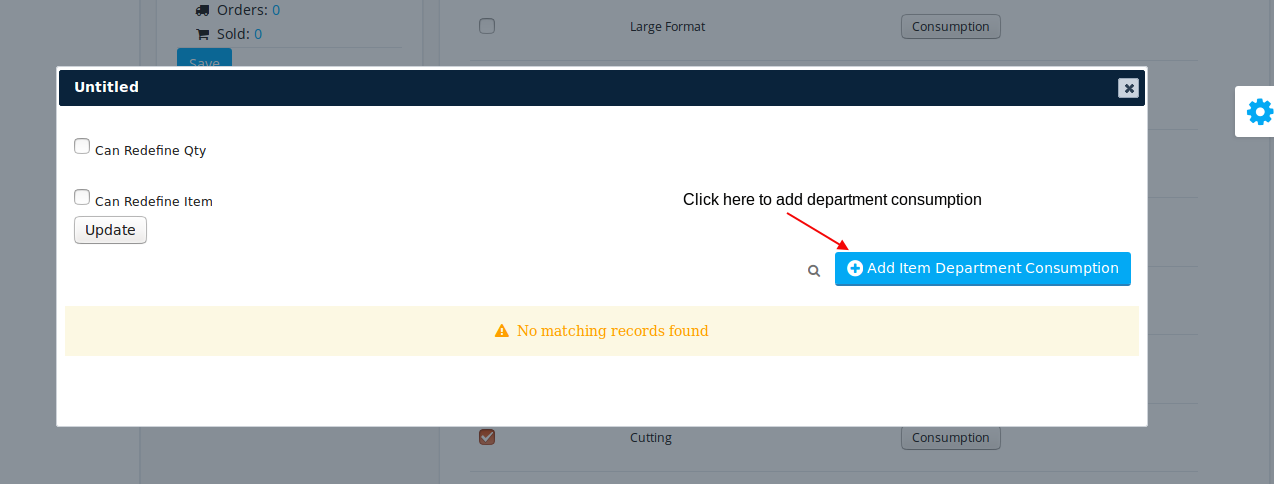 Orders: 0
Large Format
Consumption
Sold: 0
Save
Untitled
Can Redefine Qty
Can Redefine Item
Click here to add department consumption
Update
Add Item Department Consumption
No matching records found
Cutting
Consumption